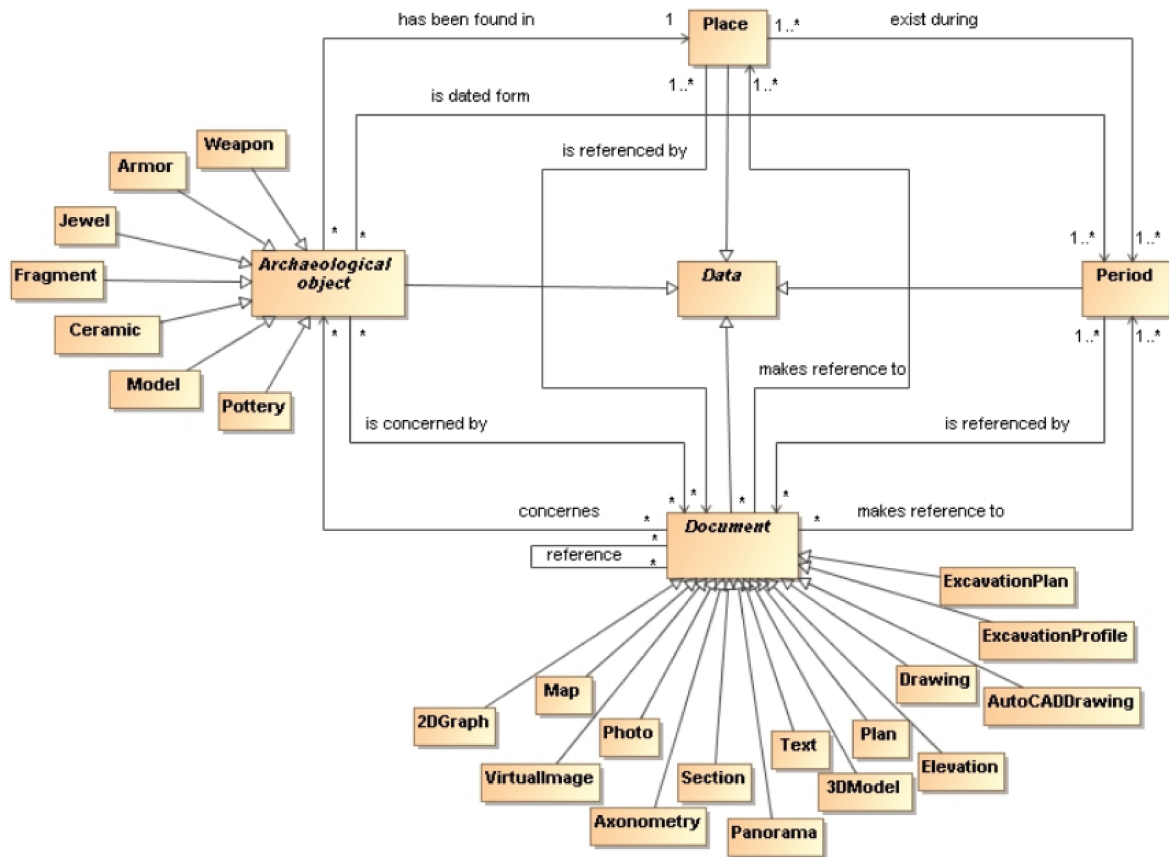 has been found in
1
Place
1..*
exist during
1..*
1..*
is dated form
Weapon
is referenced by
Armor
Jewel
*
*
1..*
1..*
Archaeological
object
Fragment
Data
Period
*
*
1..*
1..*
Ceramic
Model
makes reference to
Pottery
is concerned by
is referenced by
*
*
*
*
concernes
*
Document
*
makes reference to
*
reference
*
ExcavationPlan
ExcavationProfile
Drawing
Map
AutoCADDrawing
2DGraph
Photo
Text
Plan
VirtualImage
Section
Elevation
3DModel
Axonometry
Panorama